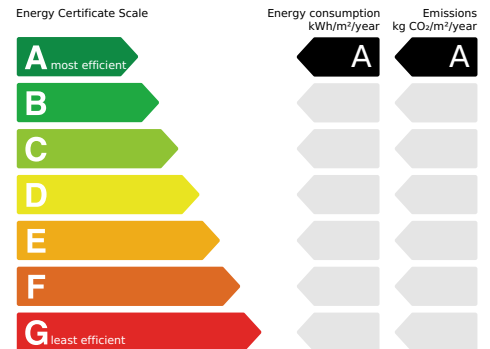 Energy Certificate Scale
Energy consumption
kWh/m²/year
Emissions
kg CO₂/m²/year
A most efficient
A
A
B
C
D
E
F
G least efficient